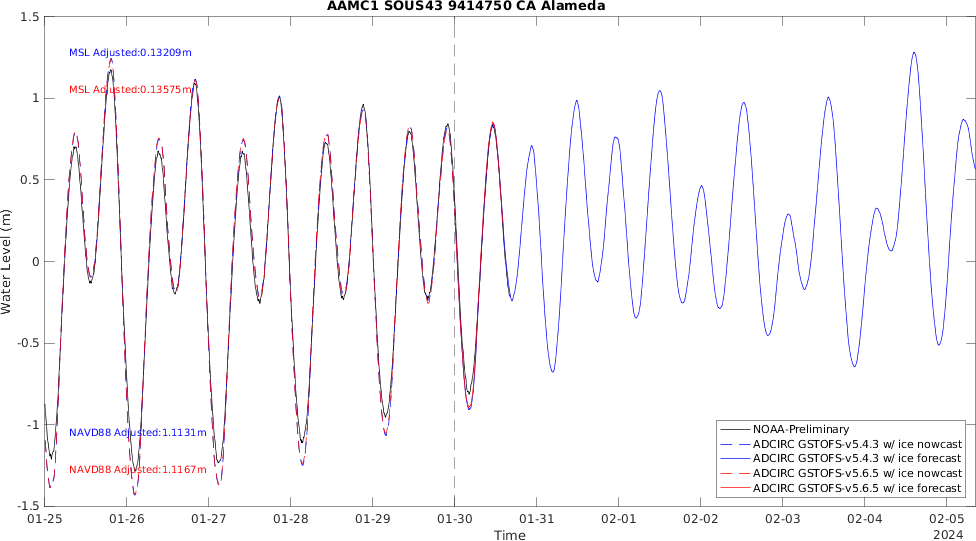 AAMC1 SOUS43 9414750 CA Alameda
1.5
MSL Adjusted:0.13209m
1
MSL Adjusted:0.13575m
0.5
Water Level (m)
0
-0.5
-1
NAVD88 Adjusted:1.1131m
NAVD88 Adjusted:1.1167m
-1.5
NOAA-Preliminary
ADCIRC GSTOFS-v5.4.3 w/ ice nowcast
ADCIRC GSTOFS-v5.4.3 w/ ice forecast
ADCIRC GSTOFS-v5.6.5 w/ ice nowcast
ADCIRC GSTOFS-v5.6.5 w/ ice forecast
01-25 01-26 01-27 01-28 01-29 01-30 01-31 02-01 02-02 02-03 02-04 02-05
Time
2024